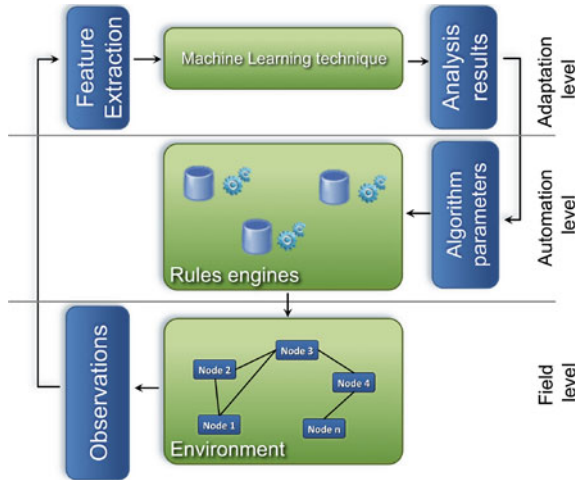 Feature
Extraction
Machine Learning technique
Analysis
results
Adaptation
level
Rules engines
Algorithm
parameters
Automation
level
Observations
Node 3
Node 2
Node 4
Node 1
Node n
Environment
Field
level